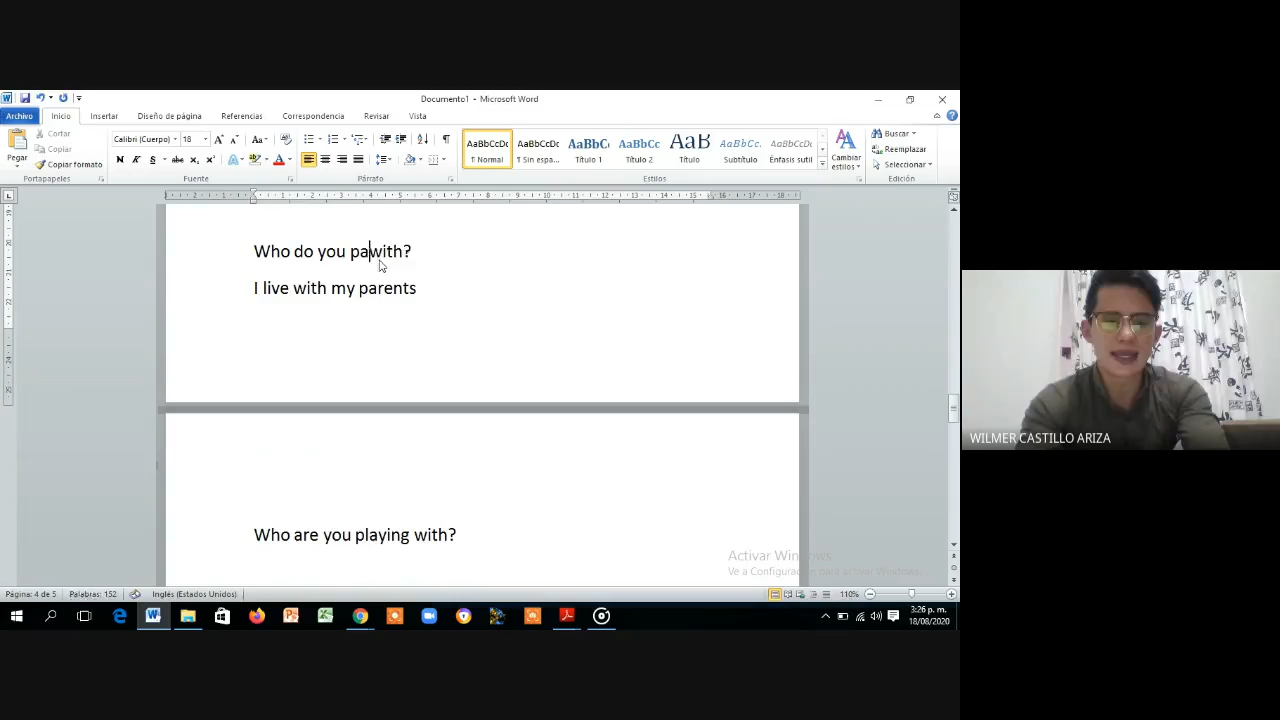 Documento1 - Microsoft Word
Archivo Inicio Insertar Diseño de página Referencias Correspondencia Revisar Vista
Pegar
Cortar
Copiar
Copiar formato
Portapapeles
Calibri (Cuerpo) 18
Fuente
Párrafo
AaBbCcDc AaBbCcDc AaBbC AaBbCc AaB AaBbCc. AaBbCcDc
¶ Normal ¶ Sin espa... Título 1 Título 2 Título Subtítulo Énfasis sutil
Estilos
Cambiar estilos
Buscar
Reemplazar
Seleccionar
Edición
Who do you pawith?
I live with my parents
Who are you playing with?
Activar Windows
Ve a Configuración para activar Windows.
Página: 4 de 5 Palabras: 152 Inglés (Estados Unidos) 110%
3:26 p. m.
18/08/2020
WILMER CASTILLO ARIZA